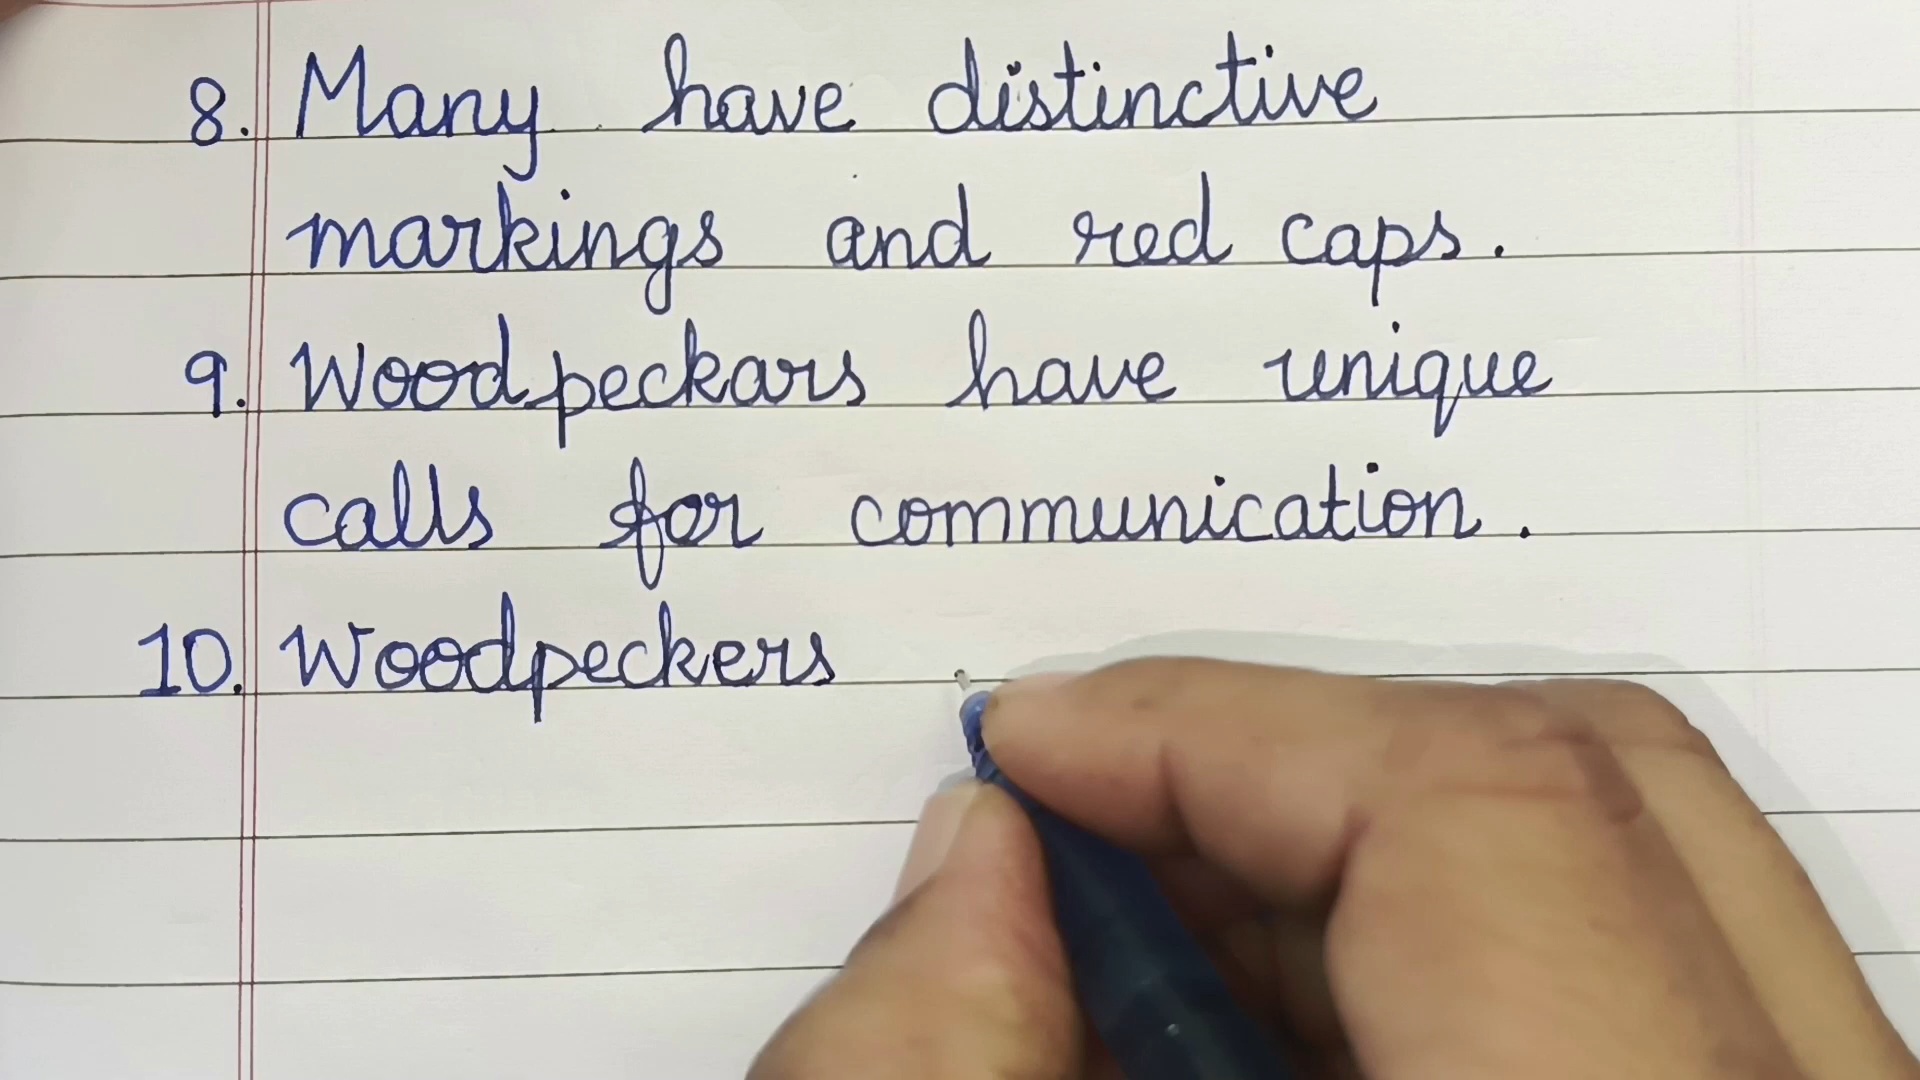 8. Many have distinctive
markings and red caps.
9. Woodpeckars have unique
calls for communication.
10. Woodpeckers